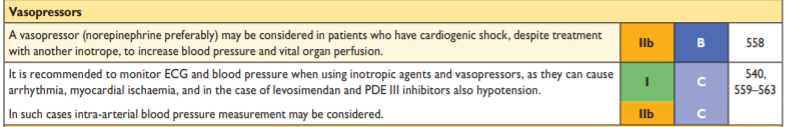 Vasopressors
A vasopressor (norepinephrine preferably) may be considered in patients who have cardiogenic shock, despite treatment
with another inotrope, to increase blood pressure and vital organ perfusion.
IIb
B
558
It is recommended to monitor ECG and blood pressure when using inotropic agents and vasopressors, as they can cause
arrhythmia, myocardial ischaemia, and in the case of levosimendan and PDE III inhibitors also hypotension.
I
C
540,
559–563
In such cases intra-arterial blood pressure measurement may be considered.
IIb
C